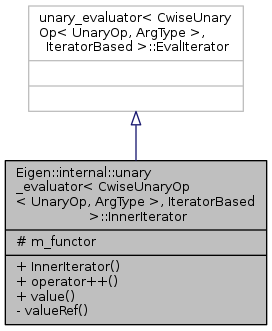 unary_evaluator< CwiseUnary
Op< UnaryOp, ArgType >,
IteratorBased >::EvalIterator
Eigen::internal::unary
_evaluator< CwiseUnaryOp
< UnaryOp, ArgType >, IteratorBased
>::InnerIterator
# m_functor
+ InnerIterator()
+ operator++()
+ value()
- valueRef()